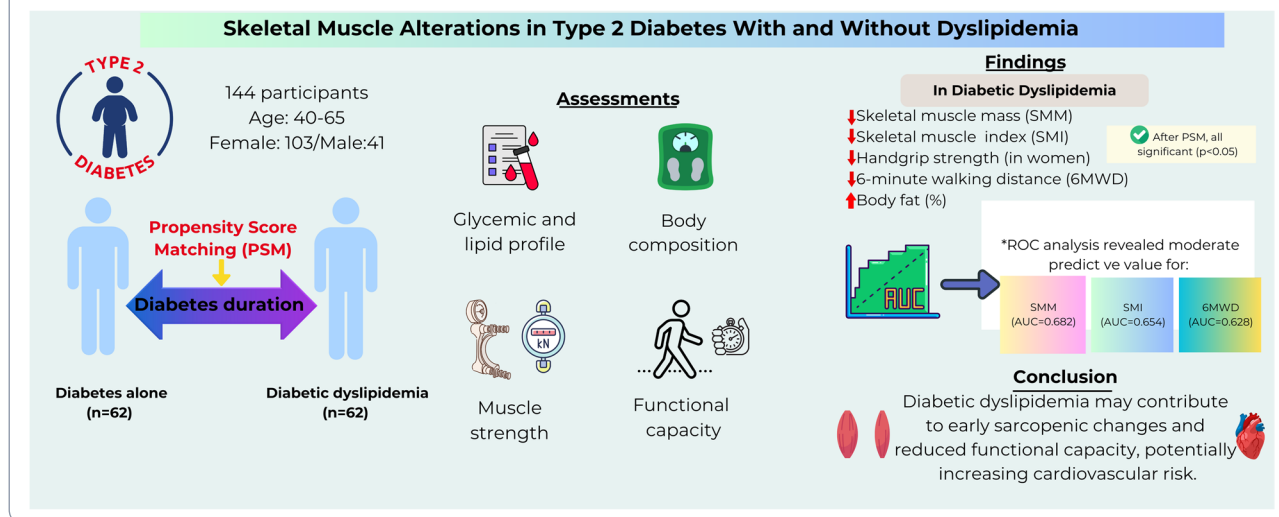 Skeletal Muscle Alterations in Type 2 Diabetes With and Without Dyslipidemia
TYPE 2
DIABETES
144 participants
Age: 40-65
Female: 103/Male:41
Propensity Score
Matching (PSM)
Diabetes duration
Diabetes alone
(n=62)
Diabetic dyslipidemia
(n=62)
Assessments
Glycemic and
lipid profile
Body
composition
kN
Muscle
strength
Functional
capacity
Findings
In Diabetic Dyslipidemia
Skeletal muscle mass (SMM)
Skeletal muscle index (SMI)
Handgrip strength (in women)
6-minute walking distance (6MWD)
Body fat (%)
After PSM, all
significant (p<0.05)
AUC
*ROC analysis revealed moderate
predict ve value for:
SMM
(AUC=0.682)
SMI
(AUC=0.654)
6MWD
(AUC=0.628)
Conclusion
Diabetic dyslipidemia may contribute
to early sarcopenic changes and
reduced functional capacity, potentially
increasing cardiovascular risk.